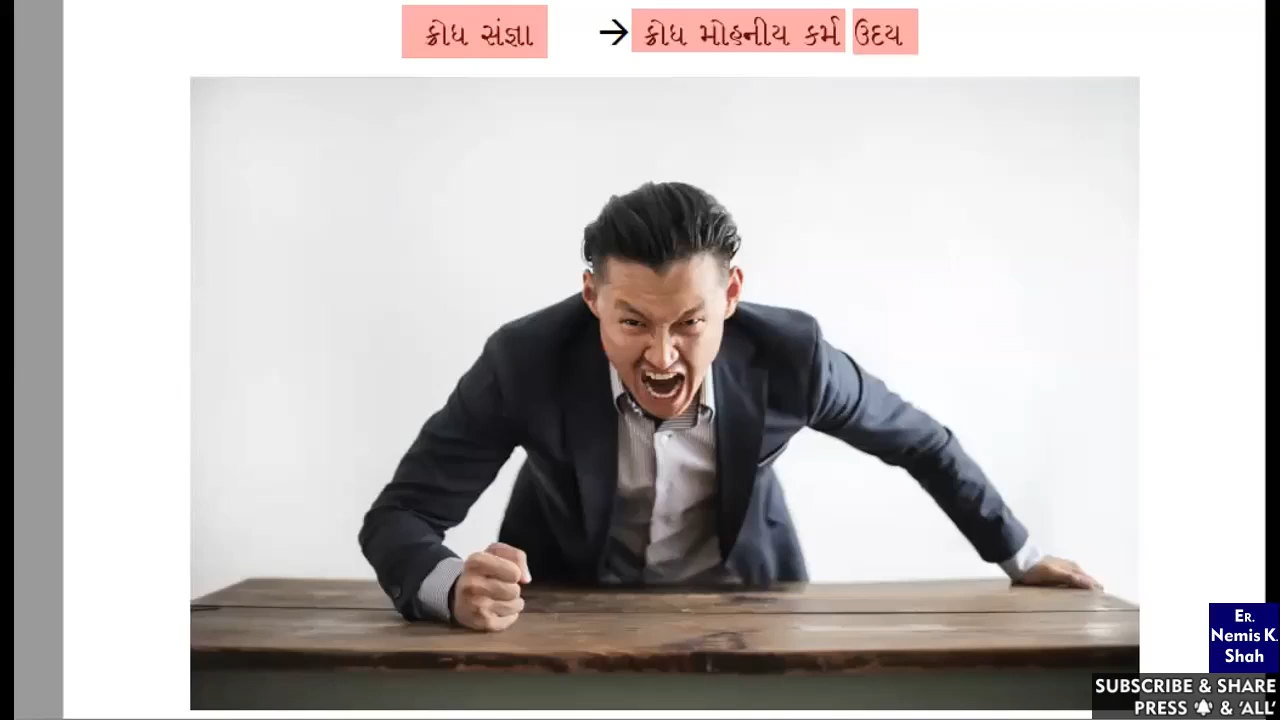 ક્રોધ સંજ્ઞા → ક્રોધ મોહનીય કર્મ ઉદય
Er.
Nemis K.
Shah
SUBSCRIBE & SHARE
PRESS 🔔 & 'ALL'